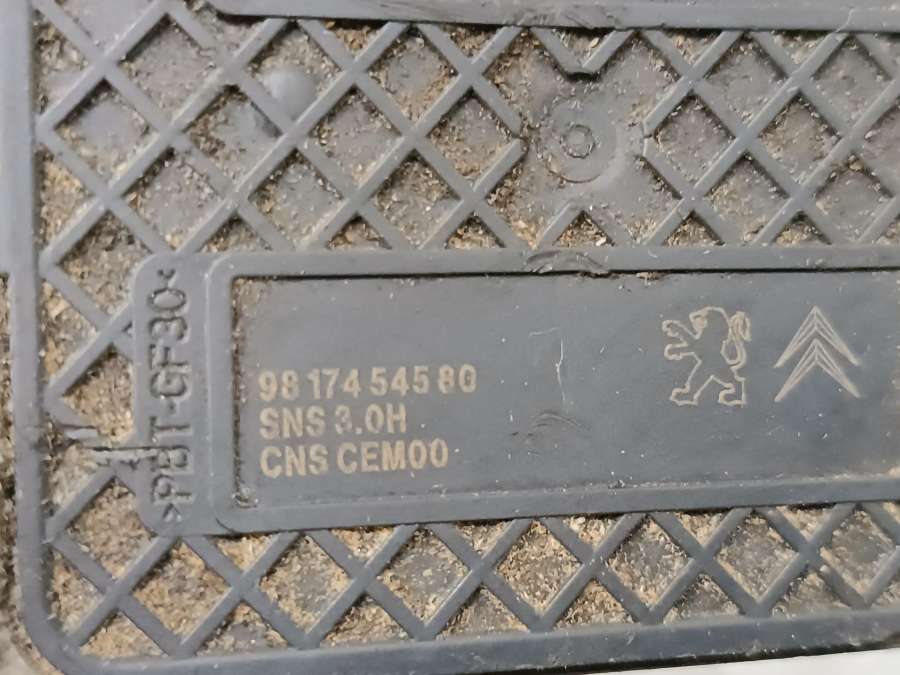 >PBT-GF30<
98 174 545 80
SNS 3.0H
CNS CEM00